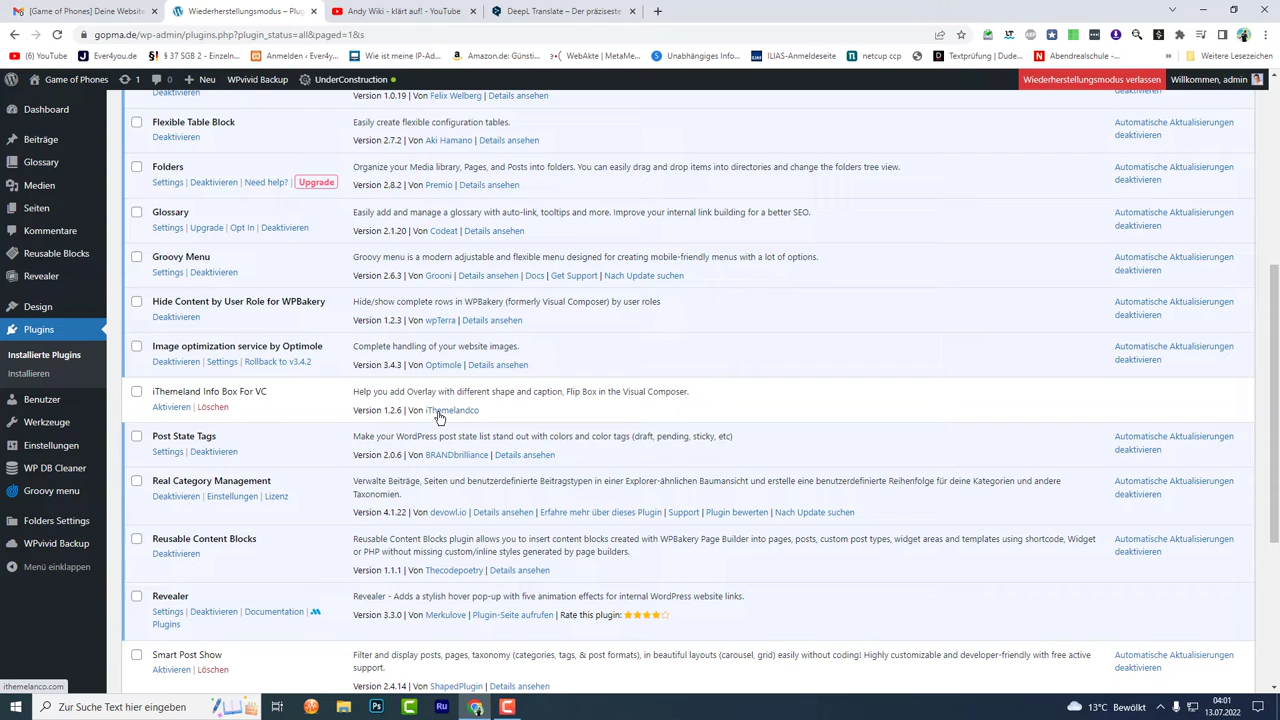 [Game of Phones] Deine Website
Wiederherstellungsmodus – Plug
Andy Wiki - klärt auf! - YouTube
DeepL Translate – Der präziseste
gopma.de/wp-admin/plugins.php?plugin_status=all&paged=1&s
(6) YouTube
Ever4you.de
§ 37 SGB 2 - Einzeln...
Anmelden ‹ Ever4y...
Wie ist meine IP-Ad...
Amazon.de: Günsti...
WebAkte | MetaMe...
Unabhängiges Info...
ILIAS-Anmeldeseite
netcup ccp
Textprüfung | Dude...
Abendrealschule - ...
Weitere Lesezeichen
Game of Phones
1
0
Neu
WPvivid Backup
UnderConstruction
Wiederherstellungsmodus verlassen
Willkommen, admin
Dashboard
Beiträge
Glossary
Medien
Seiten
Kommentare
Reusable Blocks
Revealer
Design
Plugins
Installierte Plugins
Installieren
Benutzer
Werkzeuge
Einstellungen
WP DB Cleaner
Groovy menu
Folders Settings
WPvivid Backup
Menü einklappen
Deaktivieren
Version 1.0.19 | Von Felix Welberg | Details ansehen
Flexible Table Block
Deaktivieren
Easily create flexible configuration tables.
Version 2.7.2 | Von Aki Hamano | Details ansehen
Automatische Aktualisierungen
deaktivieren
Folders
Settings | Deaktivieren | Need help? | Upgrade
Organize your Media library, Pages, and Posts into folders. You can easily drag and drop items into directories and change the folders tree view.
Version 2.8.2 | Von Premio | Details ansehen
Automatische Aktualisierungen
deaktivieren
Glossary
Settings | Upgrade | Opt In | Deaktivieren
Easily add and manage a glossary with auto-link, tooltips and more. Improve your internal link building for a better SEO.
Version 2.1.20 | Von Codeat | Details ansehen
Automatische Aktualisierungen
deaktivieren
Groovy Menu
Settings | Deaktivieren
Groovy menu is a modern adjustable and flexible menu designed for creating mobile-friendly menus with a lot of options.
Version 2.6.3 | Von Grooni | Details ansehen | Docs | Get Support | Nach Update suchen
Automatische Aktualisierungen
deaktivieren
Hide Content by User Role for WPBakery
Deaktivieren
Hide/show complete rows in WPBakery (formerly Visual Composer) by user roles
Version 1.2.3 | Von wpTerra | Details ansehen
Automatische Aktualisierungen
deaktivieren
Image optimization service by Optimole
Deaktivieren | Settings | Rollback to v3.4.2
Complete handling of your website images.
Version 3.4.3 | Von Optimole | Details ansehen
Automatische Aktualisierungen
deaktivieren
iThemeland Info Box For VC
Aktivieren | Löschen
Help you add Overlay with different shape and caption, Flip Box in the Visual Composer.
Version 1.2.6 | Von iThemelandco
Post State Tags
Settings | Deaktivieren
Make your WordPress post state list stand out with colors and color tags (draft, pending, sticky, etc)
Version 2.0.6 | Von BRANDbrilliance | Details ansehen
Automatische Aktualisierungen
deaktivieren
Real Category Management
Deaktivieren | Einstellungen | Lizenz
Verwalte Beiträge, Seiten und benutzerdefinierte Beitragstypen in einer Explorer-ähnlichen Baumansicht und erstelle eine benutzerdefinierte Reihenfolge für deine Kategorien und andere
Taxonomien.
Version 4.1.22 | Von devowl.io | Details ansehen | Erfahre mehr über dieses Plugin | Support | Plugin bewerten | Nach Update suchen
Automatische Aktualisierungen
deaktivieren
Reusable Content Blocks
Deaktivieren
Reusable Content Blocks plugin allows you to insert content blocks created with WPBakery Page Builder into pages, posts, custom post types, widget areas and templates using shortcode, Widget
or PHP without missing custom/inline styles generated by page builders.
Version 1.1.1 | Von Thecodepoetry | Details ansehen
Automatische Aktualisierungen
deaktivieren
Revealer
Settings | Deaktivieren | Documentation |
Plugins
Revealer - Adds a stylish hover pop-up with five animation effects for internal WordPress website links.
Version 3.3.0 | Von Merkulove | Plugin-Seite aufrufen | Rate this plugin:
Smart Post Show
Aktivieren | Löschen
Filter and display posts, pages, taxonomy (categories, tags, & post formats), in beautiful layouts (carousel, grid) easily without coding! Highly customizable and developer-friendly with free active
support.
Version 2.4.14 | Von ShapedPlugin | Details ansehen
Automatische Aktualisierungen
deaktivieren
ithemelanco.com
Zur Suche Text hier eingeben
13°C Bewölkt
04:01
13.07.2022